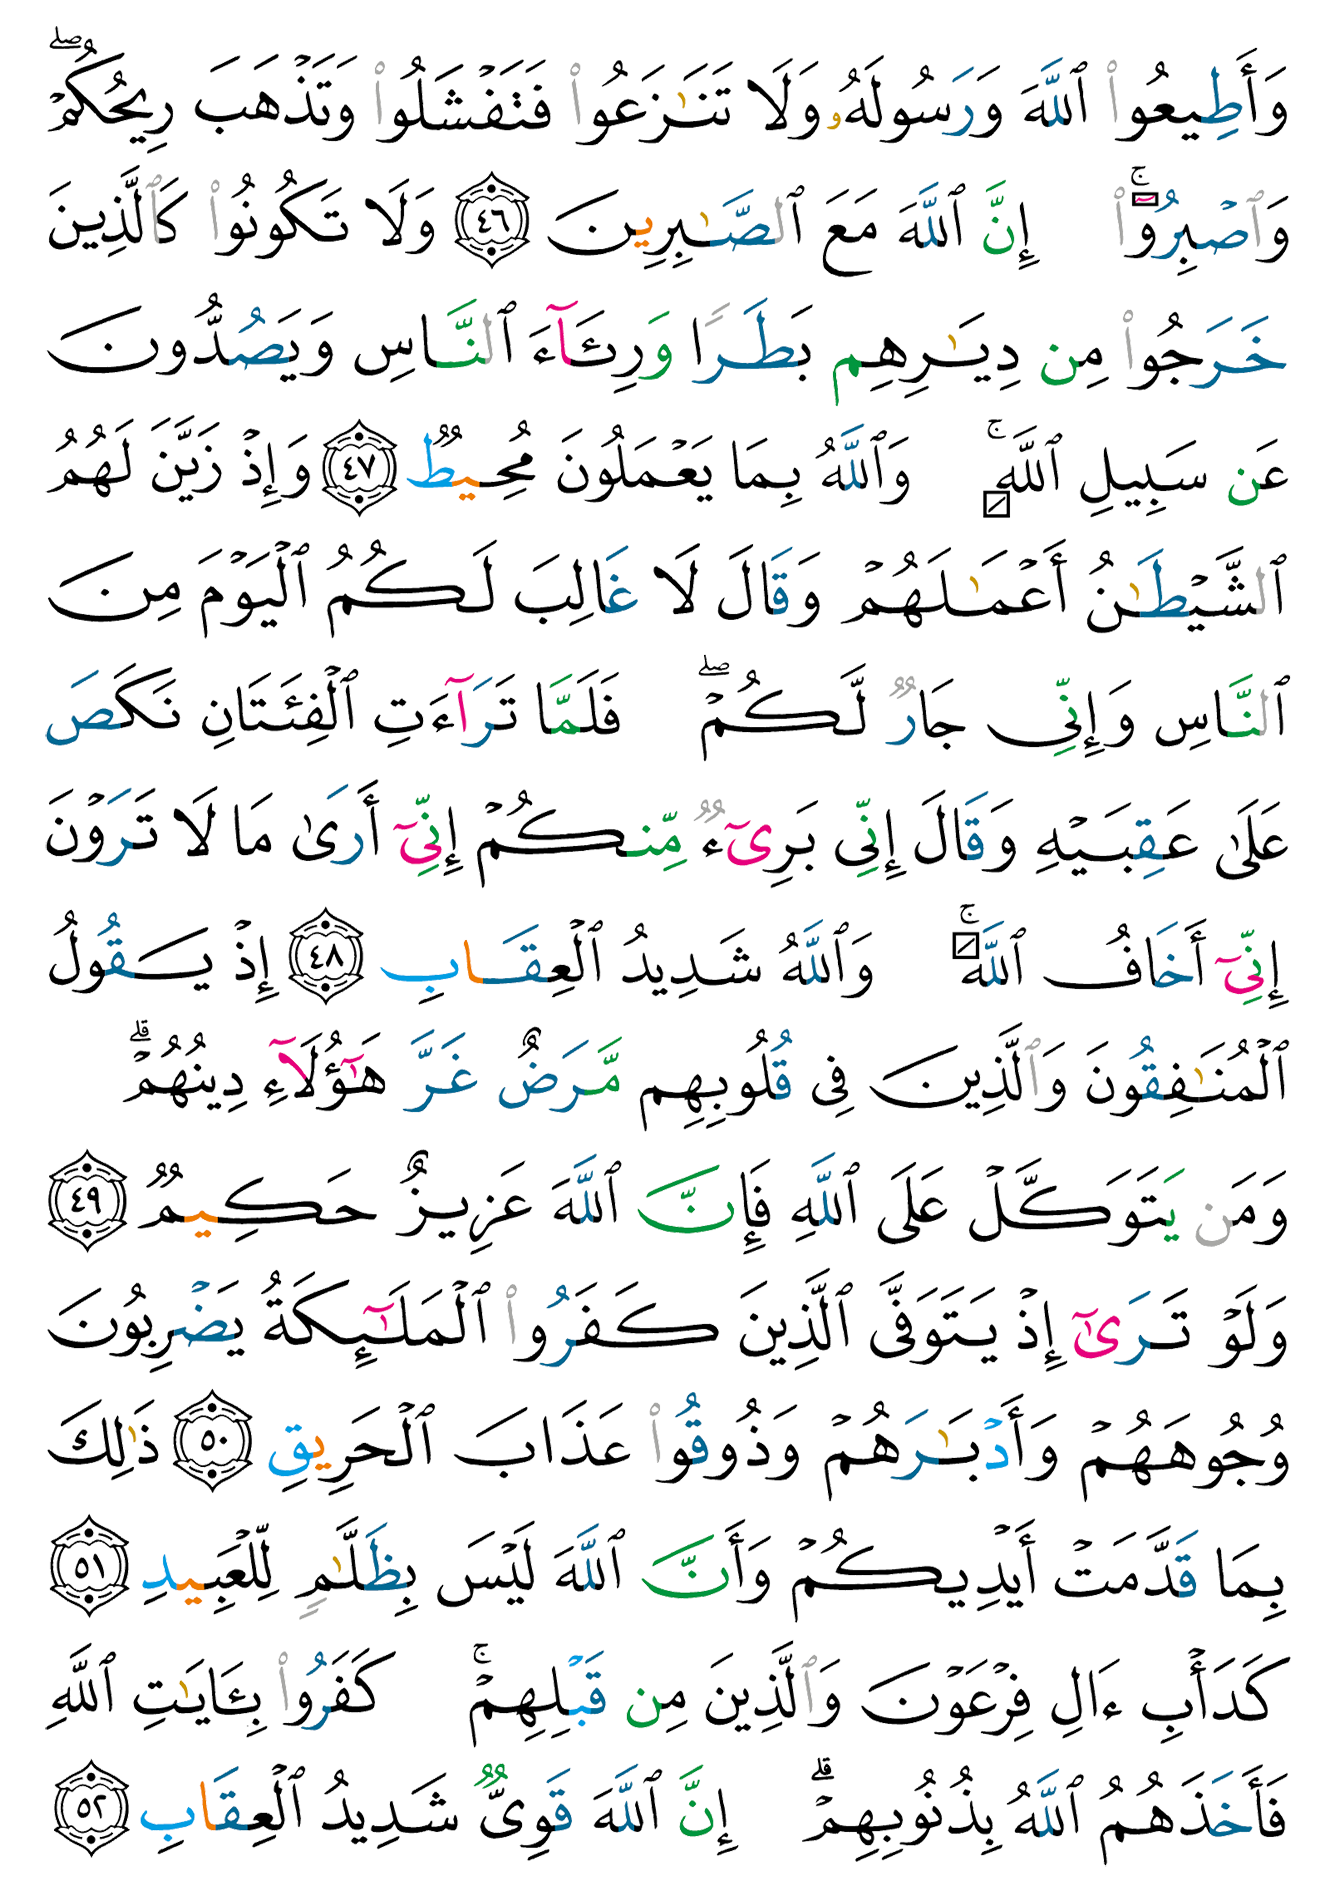 وَأَطِيعُوا۟ ٱللَّهَ وَرَسُولَهُۥ وَلَا تَنَـٰزَعُوا۟ فَتَفْشَلُوا۟ وَتَذْهَبَ رِيحُكُمْ ۖ
وَٱصْبِرُوٓا۟ ۚ إِنَّ ٱللَّهَ مَعَ ٱلصَّـٰبِرِينَ ٤٦ وَلَا تَكُونُوا۟ كَٱلَّذِينَ
خَرَجُوا۟ مِن دِيَـٰرِهِم بَطَرًا وَرِئَآءَ ٱلنَّاسِ وَيَصُدُّونَ
عَن سَبِيلِ ٱللَّهِ ۚ وَٱللَّهُ بِمَا يَعْمَلُونَ مُحِيطٌ ٤٧ وَإِذْ زَيَّنَ لَهُمُ
ٱلشَّيْطَـٰنُ أَعْمَـٰلَهُمْ وَقَالَ لَا غَالِبَ لَكُمُ ٱلْيَوْمَ مِنَ
ٱلنَّاسِ وَإِنِّى جَارٌ لَّكُمْ ۖ فَلَمَّا تَرَآءَتِ ٱلْفِئَتَانِ نَكَصَ
عَلَىٰ عَقِبَيْهِ وَقَالَ إِنِّى بَرِىٓءٌ مِّنكُمْ إِنِّىٓ أَرَىٰ مَا لَا تَرَوْنَ
إِنِّىٓ أَخَافُ ٱللَّهَ ۚ وَٱللَّهُ شَدِيدُ ٱلْعِقَابِ ٤٨ إِذْ يَقُولُ
ٱلْمُنَـٰفِقُونَ وَٱلَّذِينَ فِى قُلُوبِهِم مَّرَضٌ غَرَّ هَـٰٓؤُلَآءِ دِينُهُمْ ۗ
وَمَن يَتَوَكَّلْ عَلَى ٱللَّهِ فَإِنَّ ٱللَّهَ عَزِيزٌ حَكِيمٌ ٤٩
وَلَوْ تَرَىٰٓ إِذْ يَتَوَفَّى ٱلَّذِينَ كَفَرُوا۟ ٱلْمَلَـٰٓئِكَةُ يَضْرِبُونَ
وُجُوهَهُمْ وَأَدْبَـٰرَهُمْ وَذُوقُوا۟ عَذَابَ ٱلْحَرِيقِ ٥٠ ذَٰلِكَ
بِمَا قَدَّمَتْ أَيْدِيكُمْ وَأَنَّ ٱللَّهَ لَيْسَ بِظَلَّـٰمٍ لِّلْعَبِيدِ ٥١
كَدَأْبِ ءَالِ فِرْعَوْنَ وَٱلَّذِينَ مِن قَبْلِهِمْ ۚ كَفَرُوا۟ بِـَٔايَـٰتِ ٱللَّهِ
فَأَخَذَهُمُ ٱللَّهُ بِذُنُوبِهِمْ ۗ إِنَّ ٱللَّهَ قَوِىٌّ شَدِيدُ ٱلْعِقَابِ ٥٢